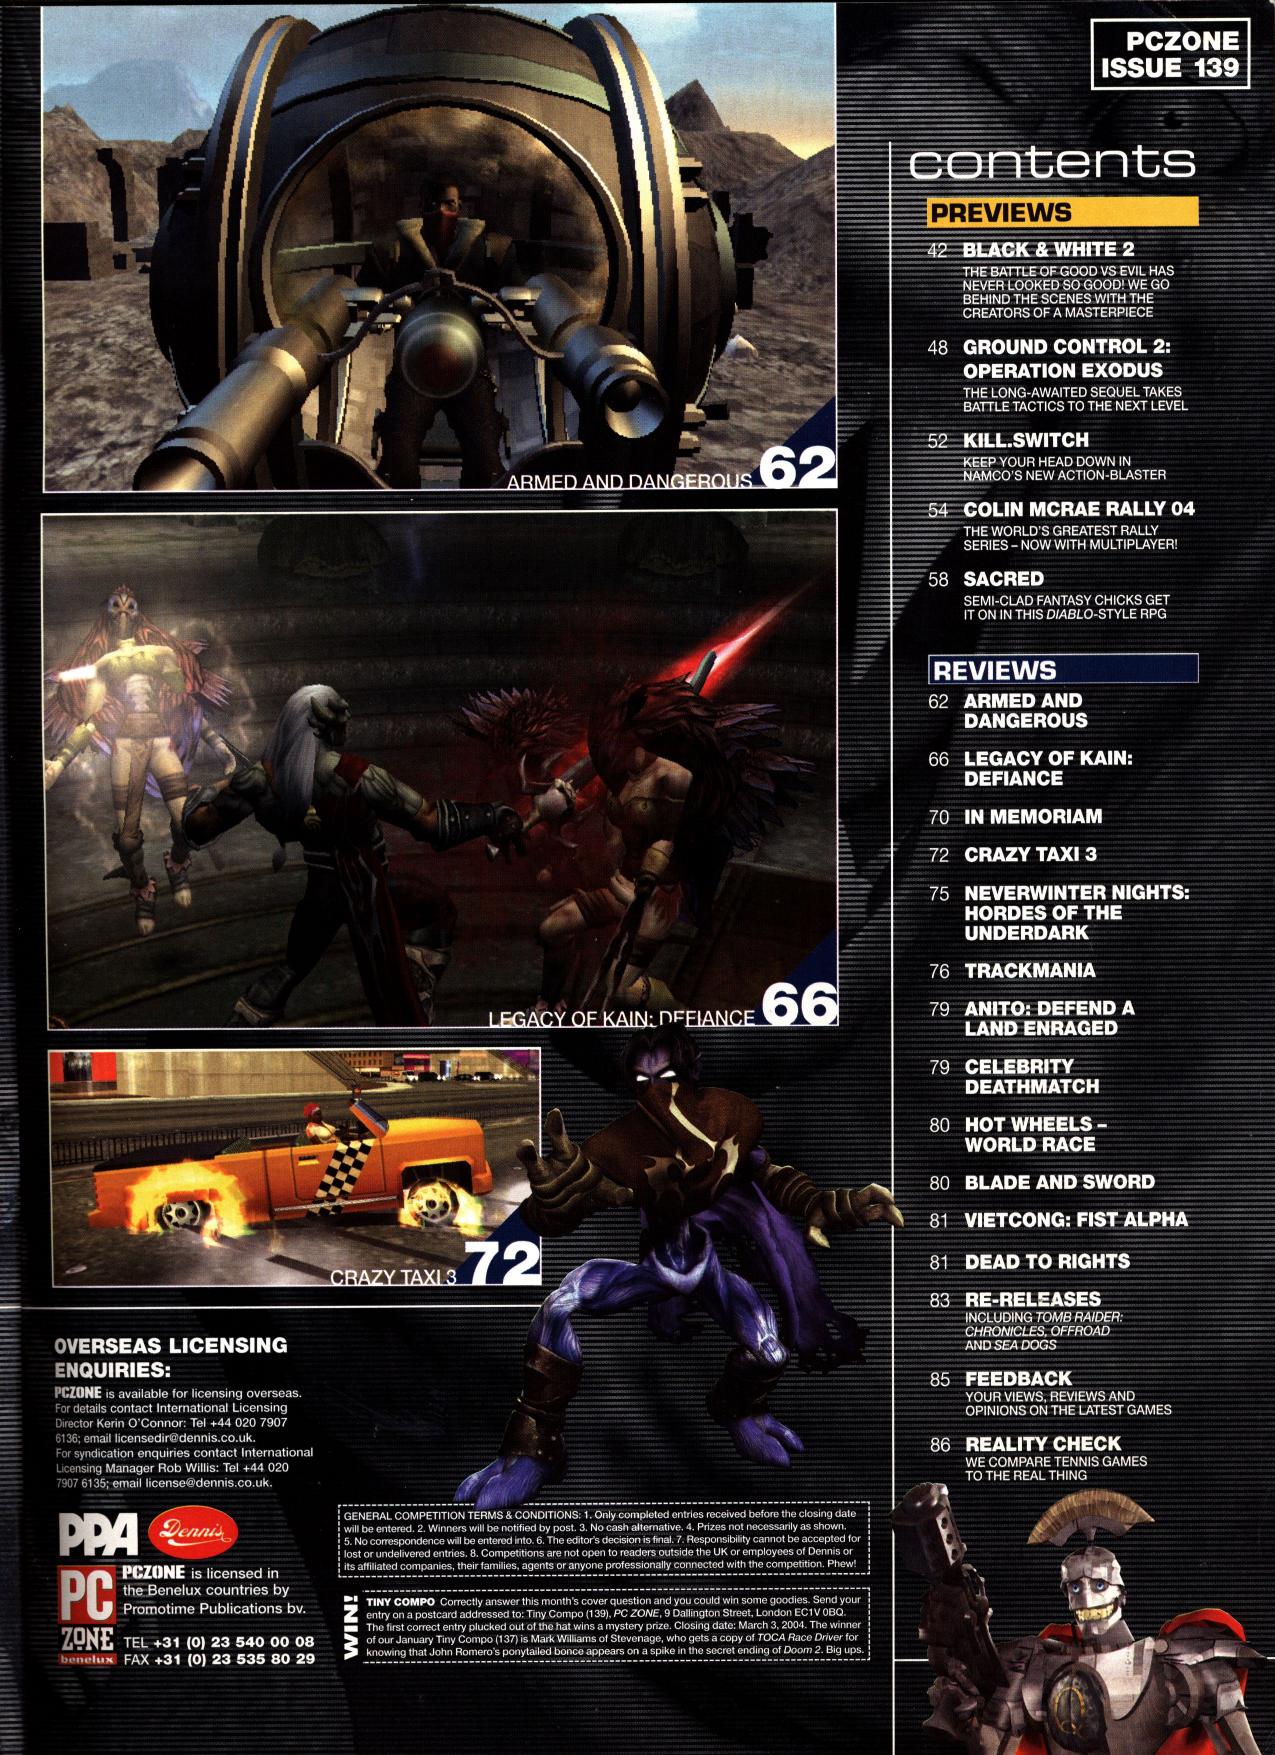 PCZONE
ISSUE 139
contents
PREVIEWS
42 BLACK & WHITE 2
THE BATTLE OF GOOD VS EVIL HAS
NEVER LOOKED SO GOOD! WE GO
BEHIND THE SCENES WITH THE
CREATORS OF A MASTERPIECE
48 GROUND CONTROL 2:
OPERATION EXODUS
THE LONG-AWAITED SEQUEL TAKES
BATTLE TACTICS TO THE NEXT LEVEL
52 KILL.SWITCH
KEEP YOUR HEAD DOWN IN
NAMCO'S NEW ACTION-BLASTER
54 COLIN MCRAE RALLY 04
THE WORLD'S GREATEST RALLY
SERIES – NOW WITH MULTIPLAYER!
58 SACRED
SEMI-CLAD FANTASY CHICKS GET
IT ON IN THIS DIABLO-STYLE RPG
REVIEWS
62 ARMED AND
DANGEROUS
66 LEGACY OF KAIN:
DEFIANCE
70 IN MEMORIAM
72 CRAZY TAXI 3
75 NEVERWINTER NIGHTS:
HORDES OF THE
UNDERDARK
76 TRACKMANIA
79 ANITO: DEFEND A
LAND ENRAGED
79 CELEBRITY
DEATHMATCH
80 HOT WHEELS –
WORLD RACE
80 BLADE AND SWORD
81 VIETCONG: FIST ALPHA
81 DEAD TO RIGHTS
83 RE-RELEASES
INCLUDING TOMB RAIDER:
CHRONICLES, OFFROAD
AND SEA DOGS
85 FEEDBACK
YOUR VIEWS, REVIEWS AND
OPINIONS ON THE LATEST GAMES
86 REALITY CHECK
WE COMPARE TENNIS GAMES
TO THE REAL THING
ARMED AND DANGEROUS 62
LEGACY OF KAIN: DEFIANCE 66
CRAZY TAXI 3 72
OVERSEAS LICENSING
ENQUIRIES:
PCZONE is available for licensing overseas.
For details contact International Licensing
Director Kerin O'Connor: Tel +44 020 7907
6136; email licensedir@dennis.co.uk.
For syndication enquiries contact International
Licensing Manager Rob Willis: Tel +44 020
7907 6135; email license@dennis.co.uk.
PPA Dennis
PC ZONE benelux
PCZONE is licensed in
the Benelux countries by
Promotime Publications bv.
TEL +31 (0) 23 540 00 08
FAX +31 (0) 23 535 80 29
GENERAL COMPETITION TERMS & CONDITIONS: 1. Only completed entries received before the closing date
will be entered. 2. Winners will be notified by post. 3. No cash alternative. 4. Prizes not necessarily as shown.
5. No correspondence will be entered into. 6. The editor's decision is final. 7. Responsibility cannot be accepted for
lost or undelivered entries. 8. Competitions are not open to readers outside the UK or employees of Dennis or
its affiliated companies, their families, agents or anyone professionally connected with the competition. Phew!
WIN!
TINY COMPO Correctly answer this month's cover question and you could win some goodies. Send your
entry on a postcard addressed to: Tiny Compo (139), PC ZONE, 9 Dallington Street, London EC1V 0BQ.
The first correct entry plucked out of the hat wins a mystery prize. Closing date: March 3, 2004. The winner
of our January Tiny Compo (137) is Mark Williams of Stevenage, who gets a copy of TOCA Race Driver for
knowing that John Romero's ponytailed bonce appears on a spike in the secret ending of Doom 2. Big ups.